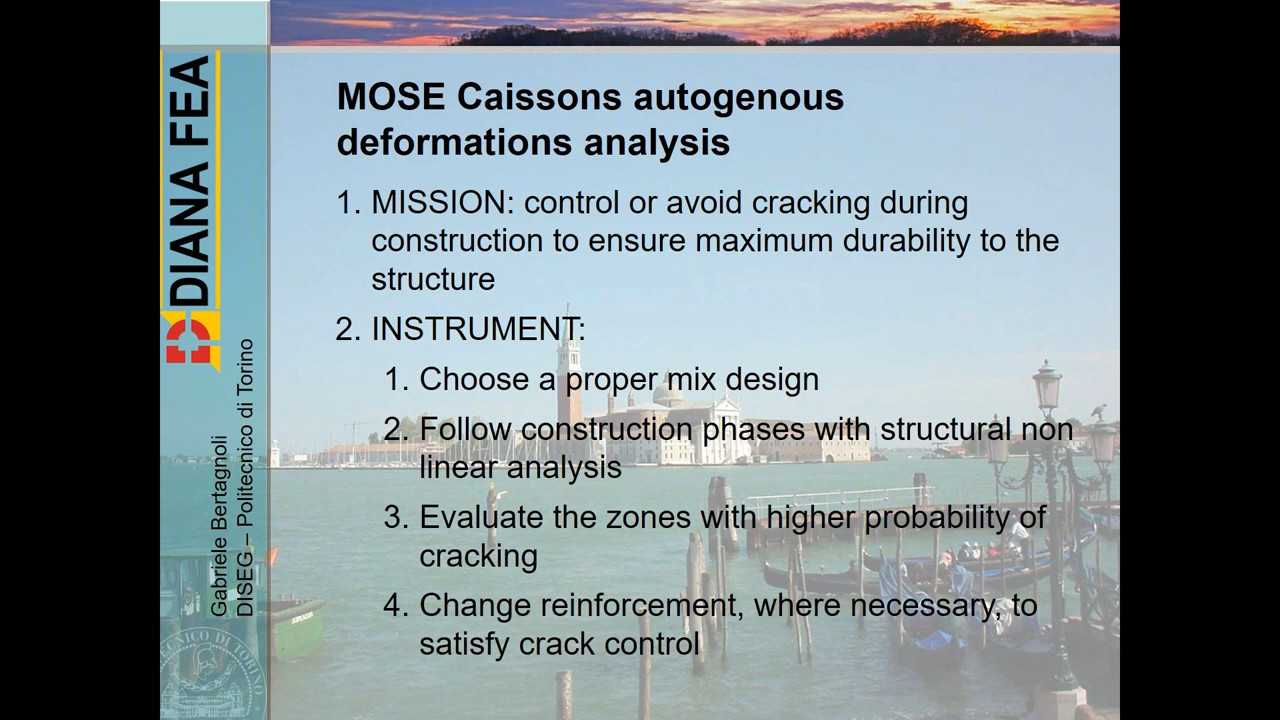 MOSE Caissons autogenous
deformations analysis
1. MISSION: control or avoid cracking during
construction to ensure maximum durability to the
structure
2. INSTRUMENT:
1. Choose a proper mix design
2. Follow construction phases with structural non
linear analysis
3. Evaluate the zones with higher probability of
cracking
4. Change reinforcement, where necessary, to
satisfy crack control
DIANA FEA
Gabriele Bertagnoli
DISEG – Politecnico di Torino